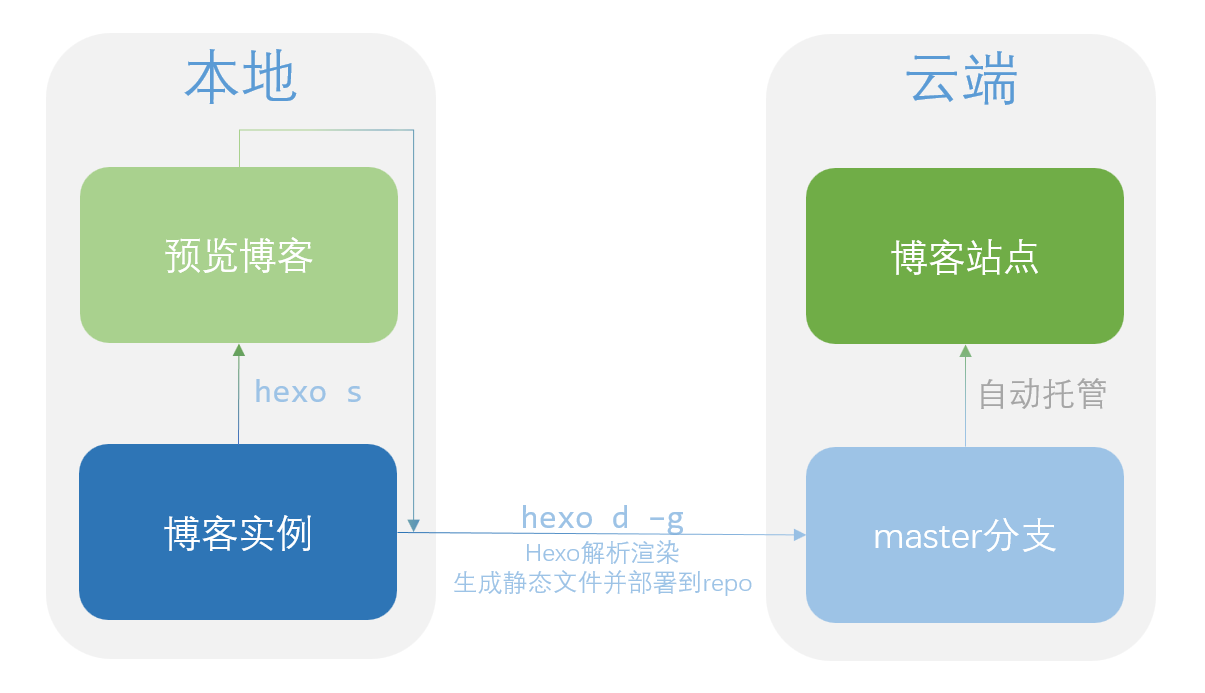 本地
云端
预览博客
博客站点
hexo s
自动托管
博客实例
hexo d -g
Hexo解析渲染
生成静态文件并部署到repo
master分支